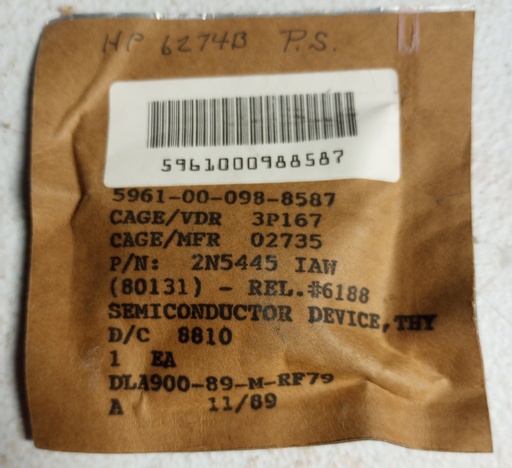 HP 6274B P.S.
5961000988587
5961-00-098-8587
CAGE/VDR 3P167
CAGE/MFR 02735
P/N: 2N5445 IAW
(80131) - REL.#6188
SEMICONDUCTOR DEVICE,THY
D/C 8810
1 EA
DLA900-89-M-RF79
A 11/89